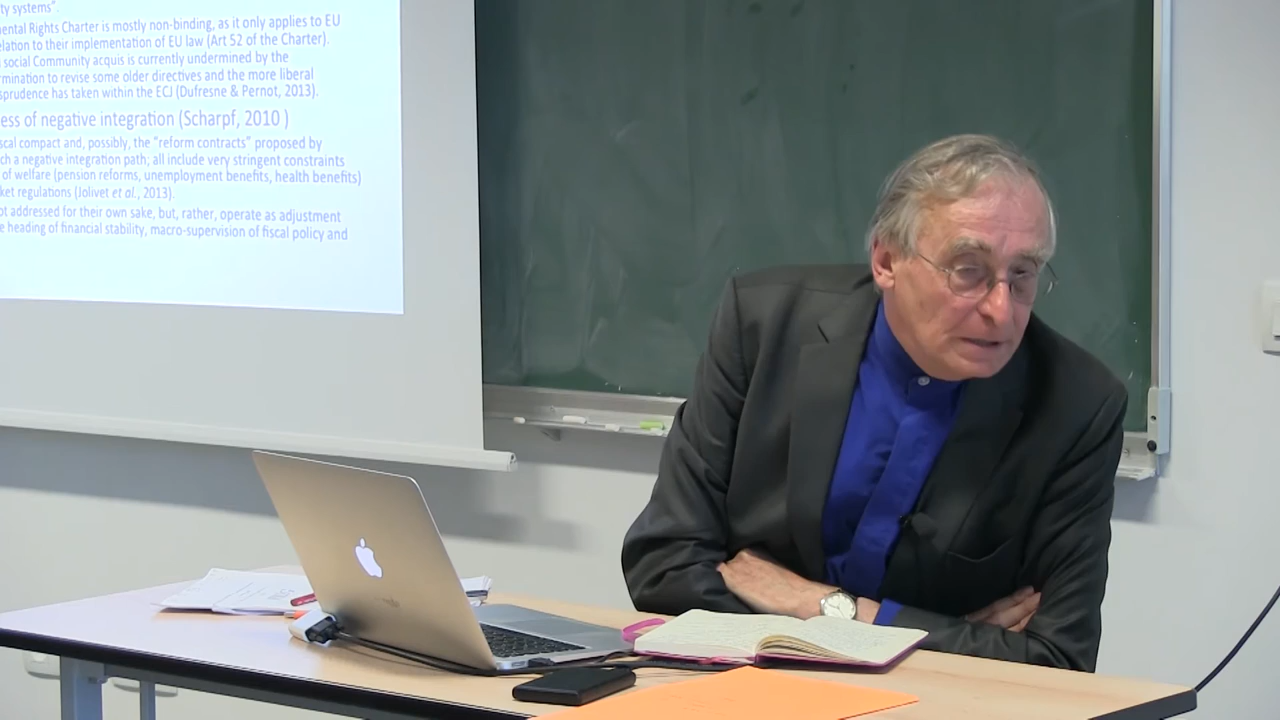 ty systems".
ental Rights Charter is mostly non-binding, as it only applies to EU
elation to their implementation of EU law (Art 52 of the Charter).
social Community acquis is currently undermined by the
rmination to revise some older directives and the more liberal
sprudence has taken within the ECJ (Dufresne & Pernot, 2013).
ess of negative integration (Scharpf, 2010 )
scal compact and, possibly, the "reform contracts" proposed by
ch a negative integration path; all include very stringent constraints
of welfare (pension reforms, unemployment benefits, health benefits)
ket regulations (Jolivet et al., 2013).
ot addressed for their own sake, but, rather, operate as adjustment
e heading of financial stability, macro-supervision of fiscal policy and